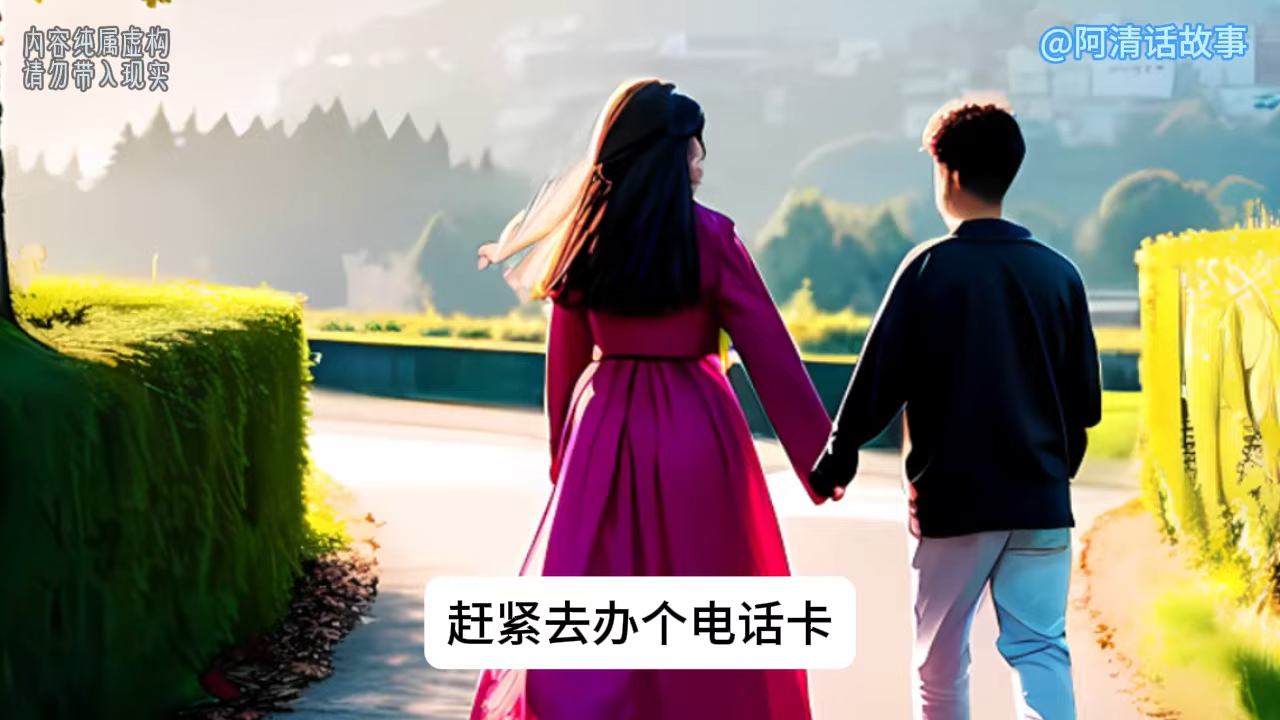 内容纯属虚构
请勿带入现实
@阿清话故事
赶紧去办个电话卡